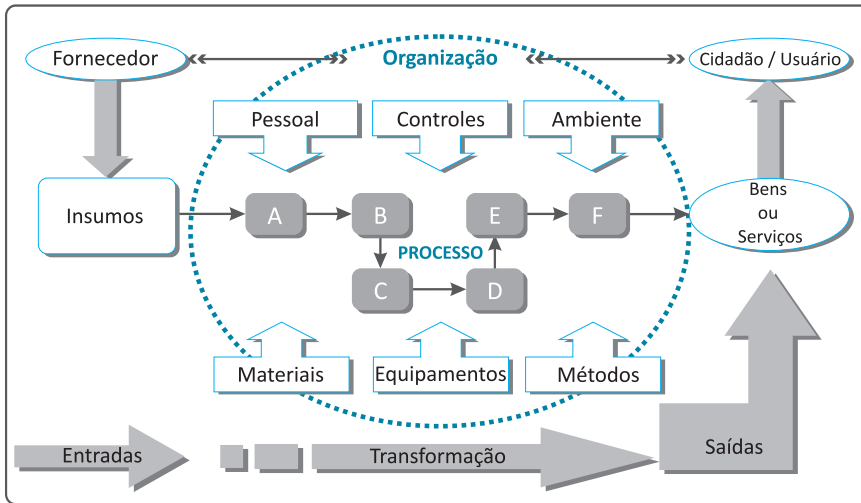 Fornecedor
Organização
Cidadão / Usuário
Pessoal
Controles
Ambiente
Insumos
A
B
E
F
Bens
ou
Serviços
PROCESSO
C
D
Materiais
Equipamentos
Métodos
Entradas
Transformação
Saídas